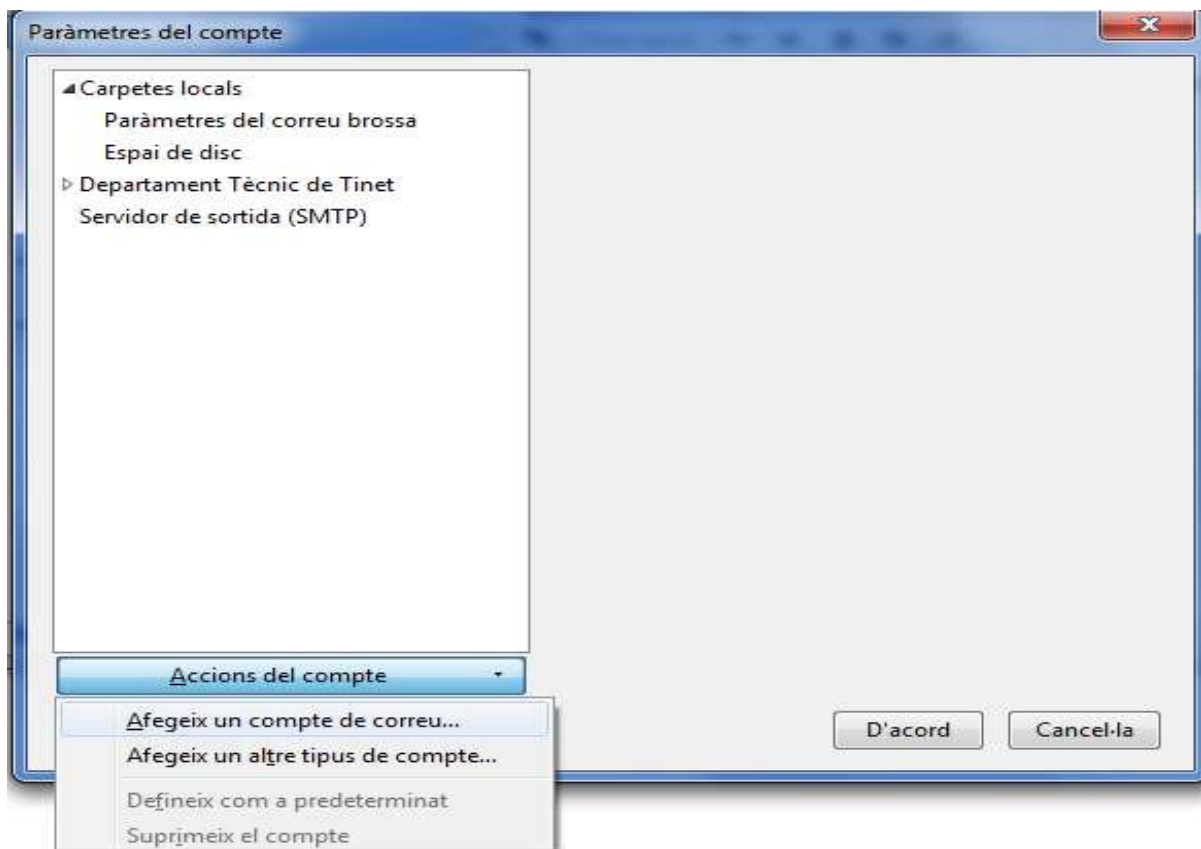 Paràmetres del compte
Carpetes locals
Paràmetres del correu brossa
Espai de disc
Departament Tècnic de Tinet
Servidor de sortida (SMTP)
Accions del compte
Afegeix un compte de correu...
Afegeix un altre tipus de compte...
Defineix com a predeterminat
Suprimeix el compte
D'acord
Cancel·la